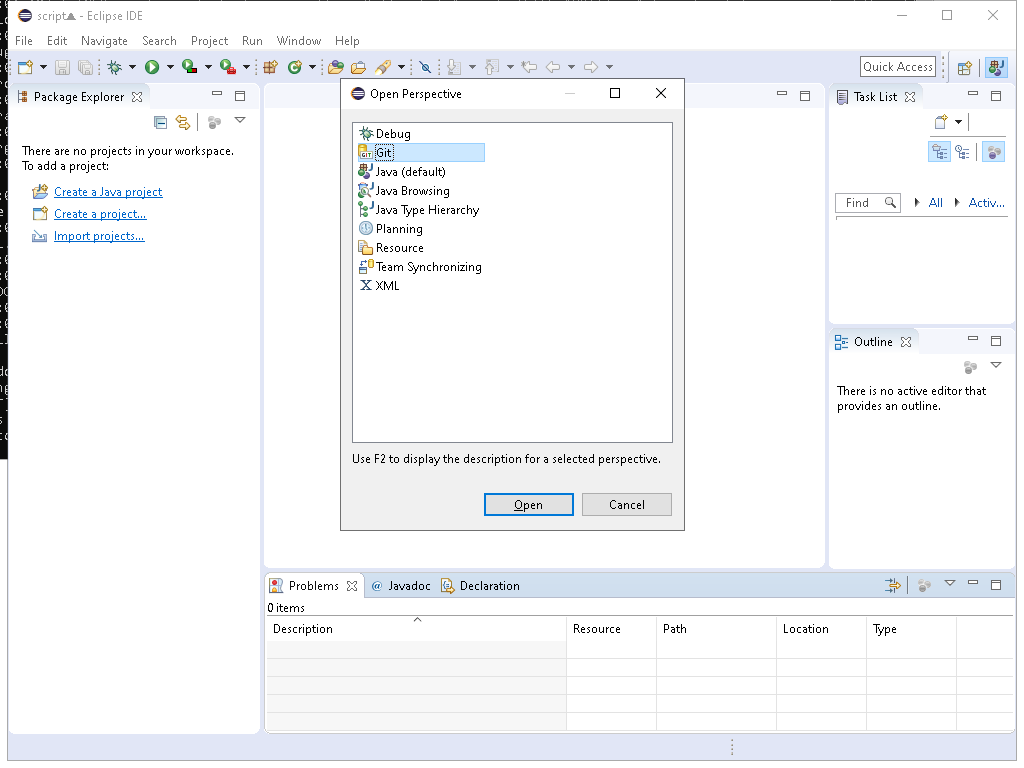 script▲ - Eclipse IDE
File Edit Navigate Search Project Run Window Help
Quick Access
Package Explorer
There are no projects in your workspace.
To add a project:
Create a Java project
Create a project...
Import projects...
Open Perspective
Debug
Git
Java (default)
Java Browsing
Java Type Hierarchy
Planning
Resource
Team Synchronizing
XML
Use F2 to display the description for a selected perspective.
Open Cancel
Task List
Find All Activ...
Outline
There is no active editor that
provides an outline.
Problems @ Javadoc Declaration
0 items
Description Resource Path Location Type